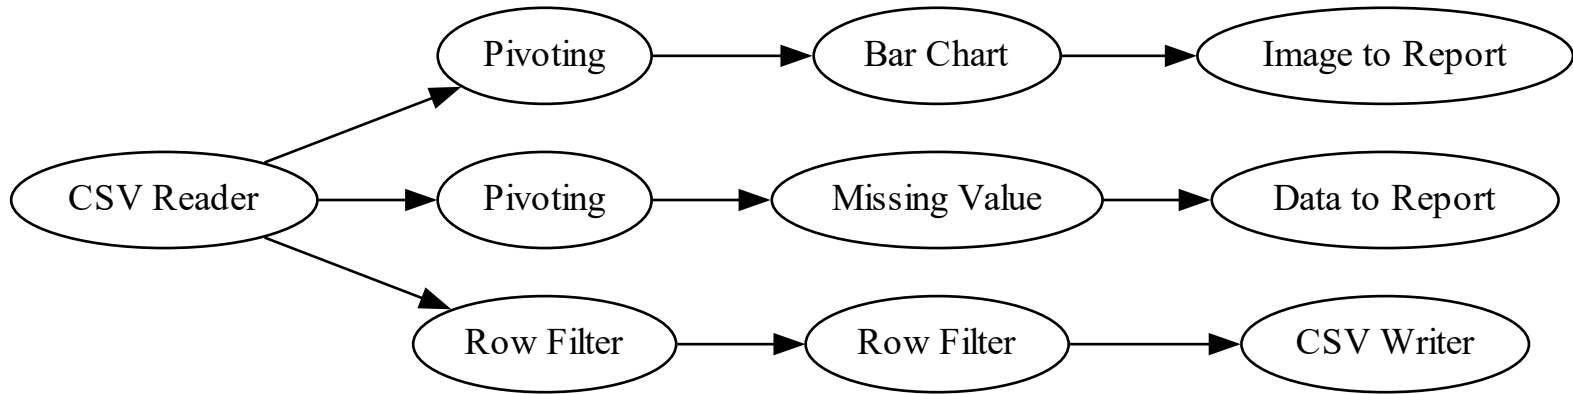 Pivoting
Bar Chart
Image to Report
CSV Reader
Pivoting
Missing Value
Data to Report
Row Filter
Row Filter
CSV Writer